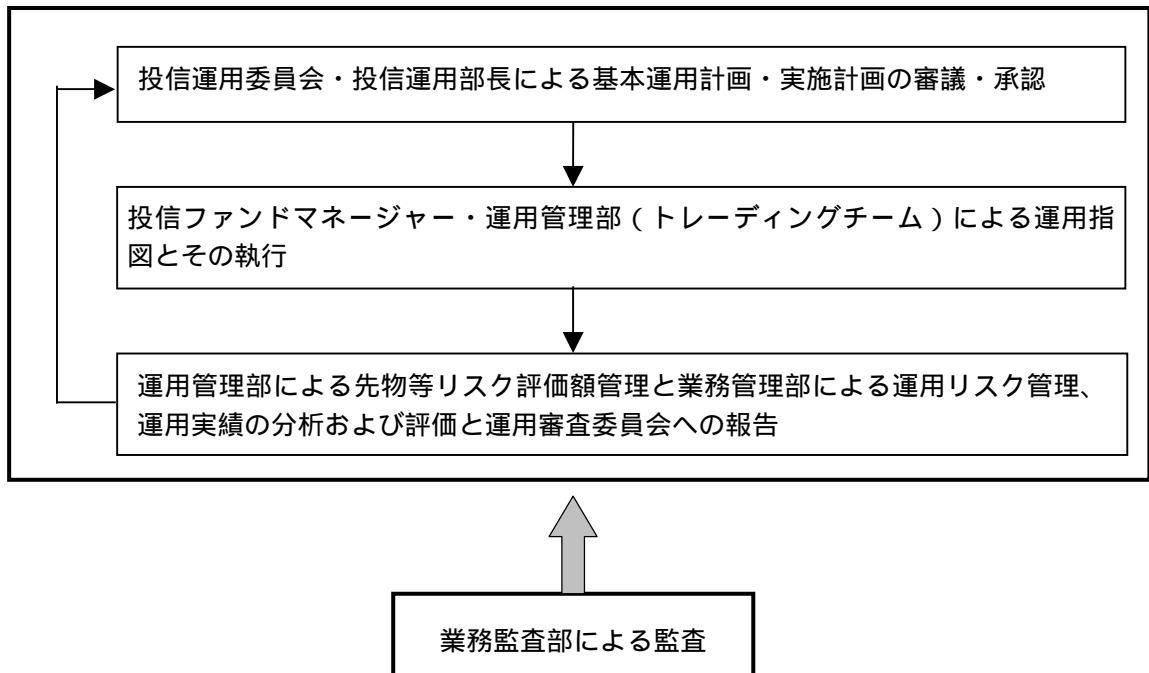 投信運用委員会・投信運用部長による基本運用計画・実施計画の審議・承認
投信ファンドマネージャー・運用管理部（トレーディングチーム）による運用指
図とその執行
運用管理部による先物等リスク評価額管理と業務管理部による運用リスク管理、
運用実績の分析および評価と運用審査委員会への報告
業務監査部による監査